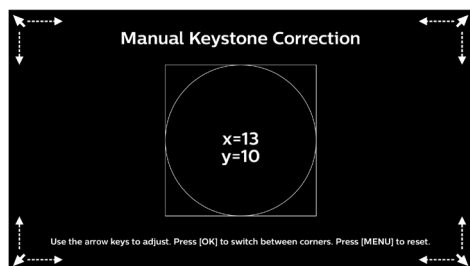 Manual Keystone Correction
x=13
y=10
Use the arrow keys to adjust. Press [OK] to switch between corners. Press [MENU] to reset.